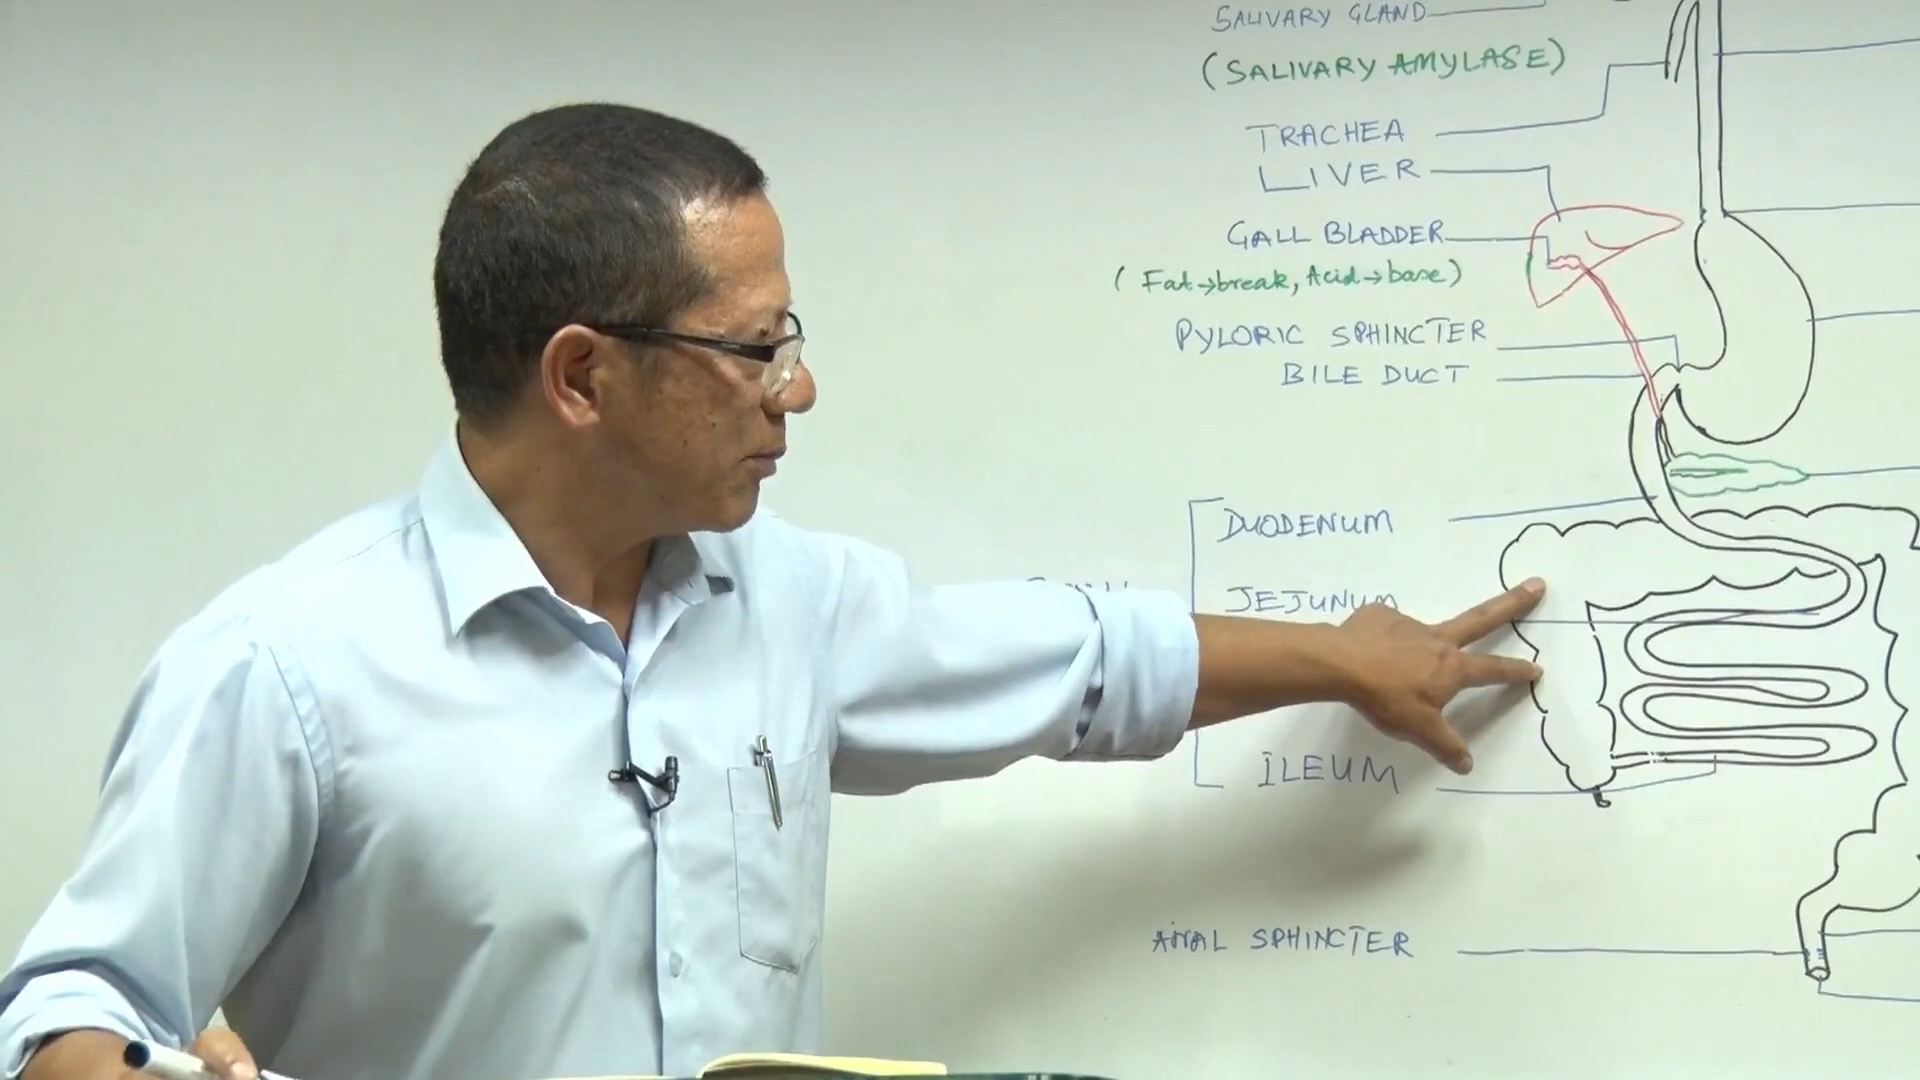 SALIVARY GLAND
(SALIVARY AMYLASE)
TRACHEA
LIVER
GALL BLADDER
(Fat→break, Acid→base)
PYLORIC SPHINCTER
BILE DUCT
DUODENUM
JEJUNUM
ILEUM
ANAL SPHINCTER